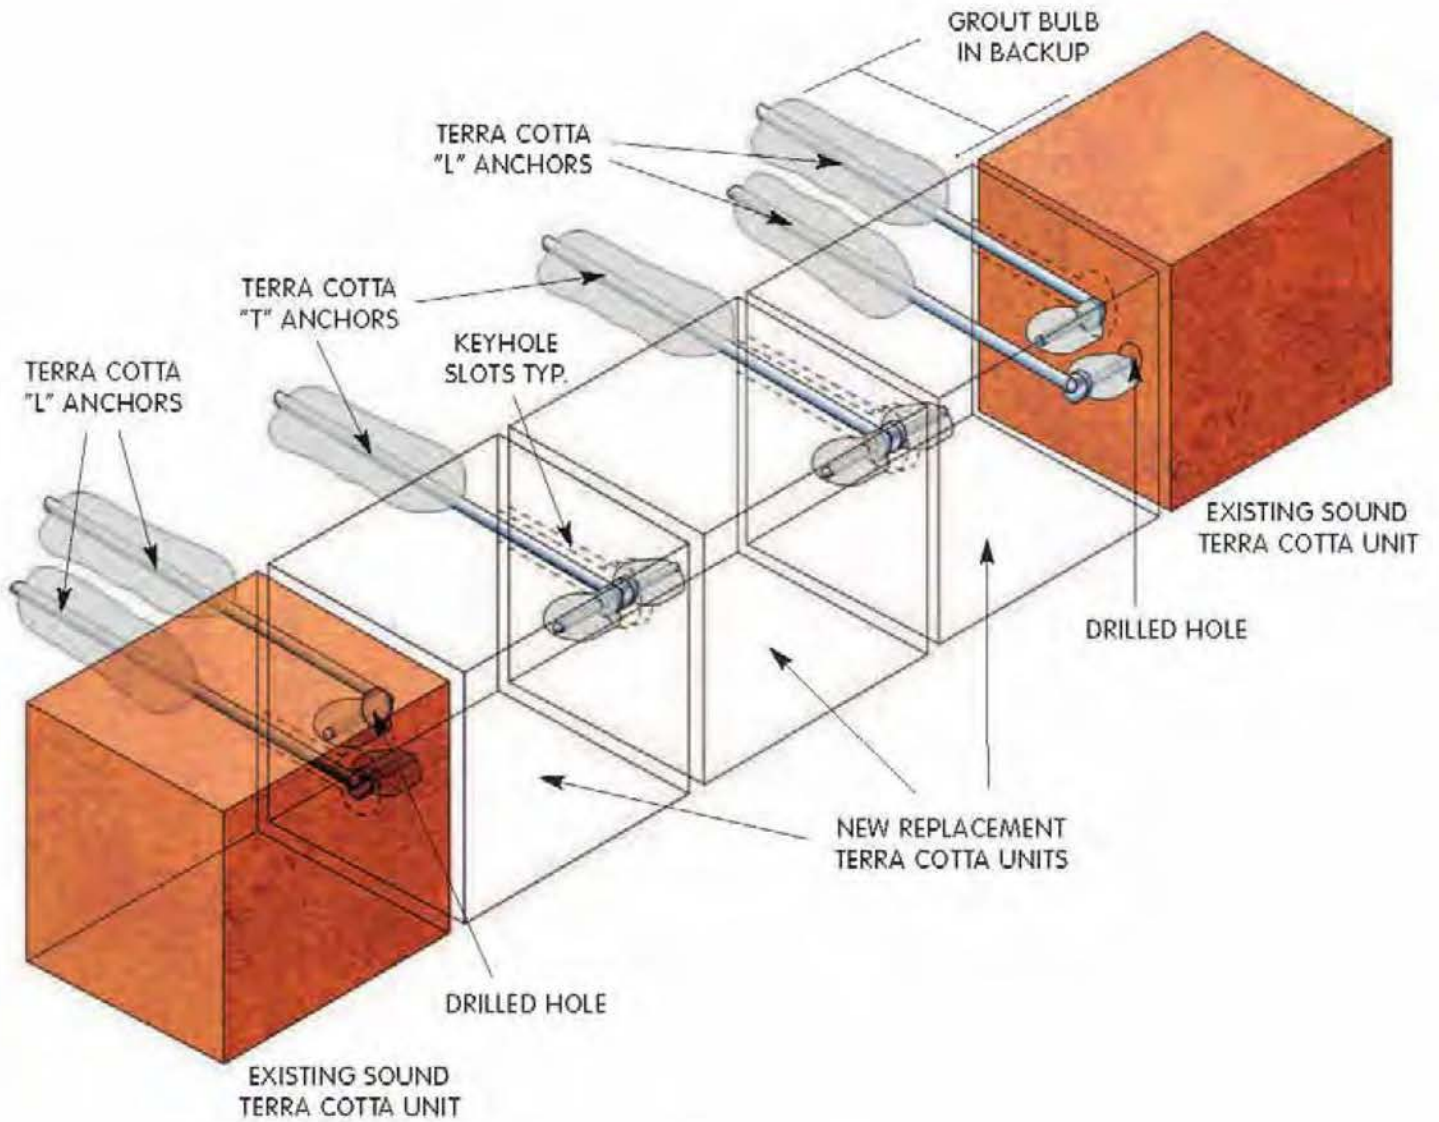 GROUT BULB
IN BACKUP
TERRA COTTA
"L" ANCHORS
TERRA COTTA
"T" ANCHORS
KEYHOLE
SLOTS TYP.
TERRA COTTA
"L" ANCHORS
EXISTING SOUND
TERRA COTTA UNIT
DRILLED HOLE
NEW REPLACEMENT
TERRA COTTA UNITS
DRILLED HOLE
EXISTING SOUND
TERRA COTTA UNIT